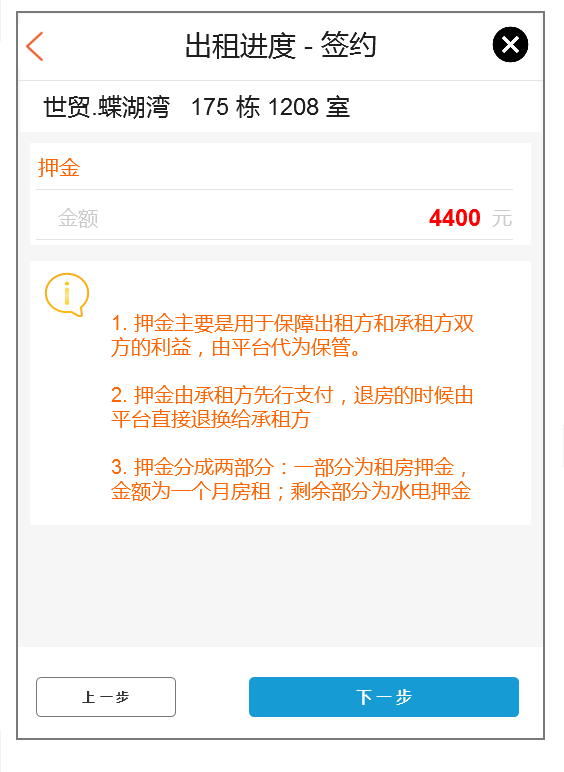 出租进度 - 签约
世贸.蝶湖湾 175 栋 1208 室
押金
金额 4400 元
1. 押金主要是用于保障出租方和承租方双
方的利益，由平台代为保管。
2. 押金由承租方先行支付，退房的时候由
平台直接退换给承租方
3. 押金分成两部分：一部分为租房押金，
金额为一个月房租；剩余部分为水电押金
上一步 下一步